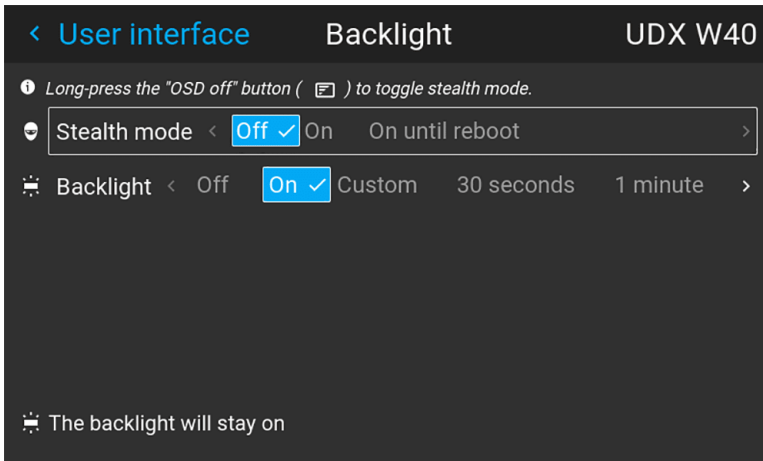 User interface Backlight UDX W40
Long-press the "OSD off" button ( ) to toggle stealth mode.
Stealth mode Off On On until reboot
Backlight Off On Custom 30 seconds 1 minute
The backlight will stay on